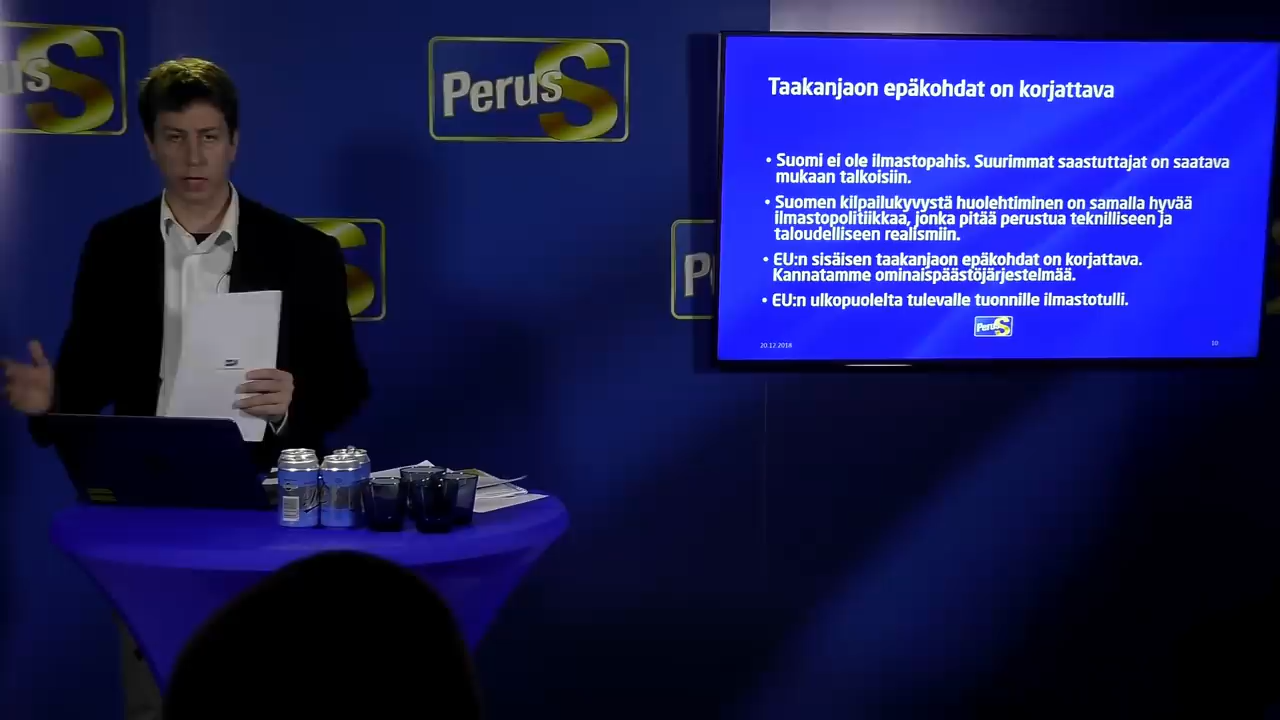 us
PerusS
Taakanjaon epäkohdat on korjattava
• Suomi ei ole ilmastopahis. Suurimmat saastuttajat on saatava
mukaan talkoisiin.
• Suomen kilpailukyvystä huolehtiminen on samalla hyvää
ilmastopolitiikkaa, jonka pitää perustua teknilliseen ja
taloudelliseen realismiin.
• EU:n sisäisen taakanjaon epäkohdat on korjattava.
Kannatamme ominaispäästöjärjestelmää.
• EU:n ulkopuolelta tulevalle tuonnille ilmastotulli.
PerusS
20.12.2018
10